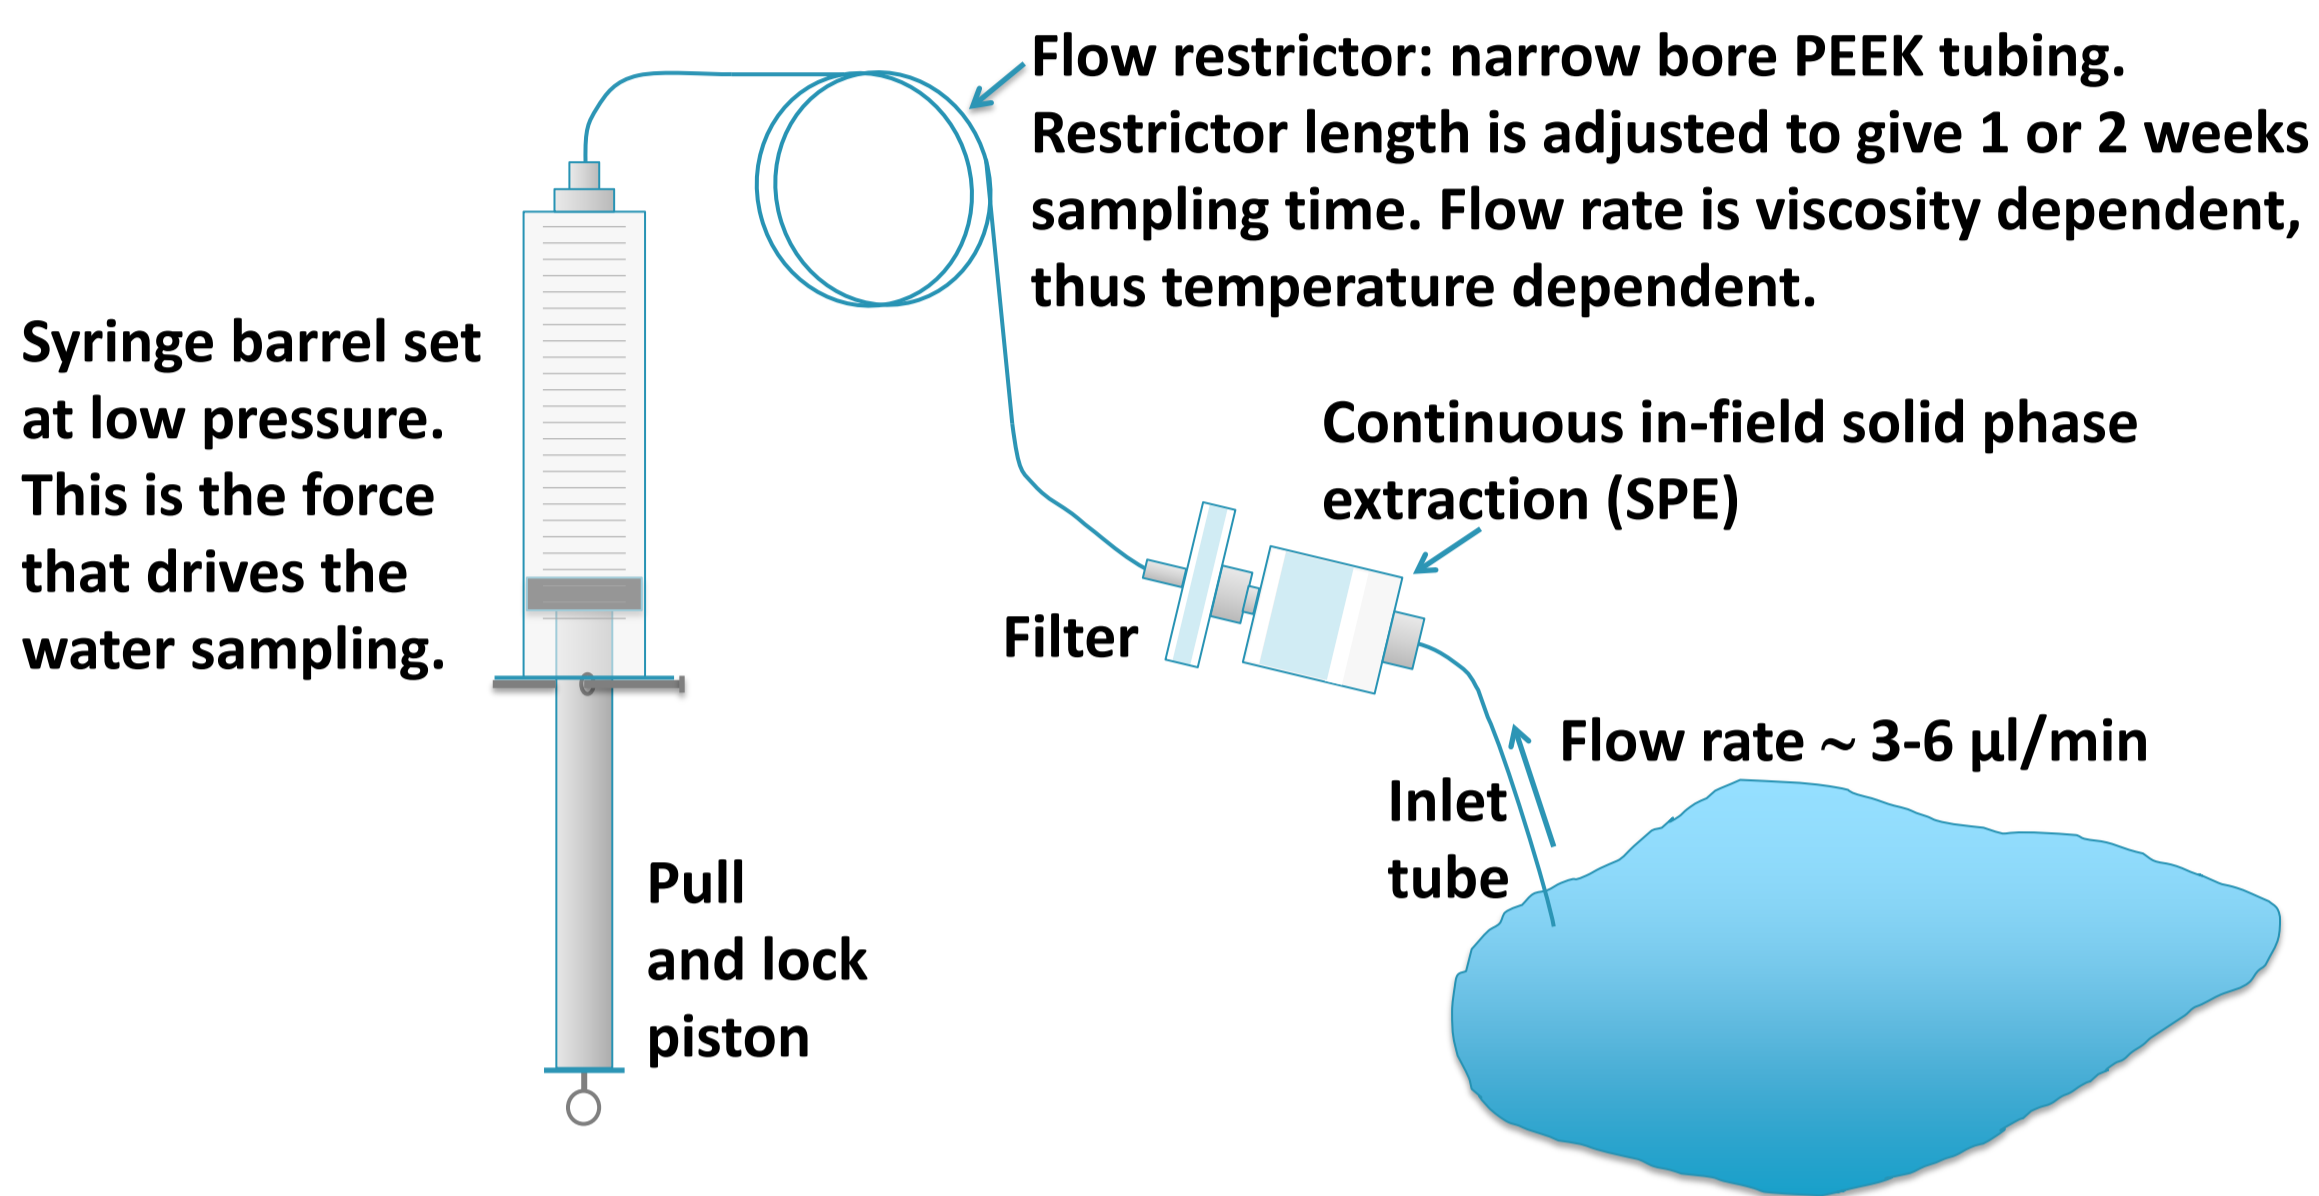 Flow restrictor: narrow bore PEEK tubing.
Restrictor length is adjusted to give 1 or 2 weeks
sampling time. Flow rate is viscosity dependent,
thus temperature dependent.
Syringe barrel set
at low pressure.
This is the force
that drives the
water sampling.
Continuous in-field solid phase
extraction (SPE)
Filter
Flow rate ~ 3-6 µl/min
Inlet
tube
Pull
and lock
piston